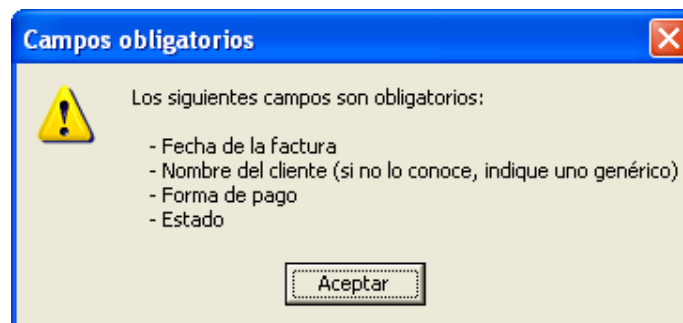 Campos obligatorios
Los siguientes campos son obligatorios:
- Fecha de la factura
- Nombre del cliente (si no lo conoce, indique uno genérico)
- Forma de pago
- Estado
Aceptar